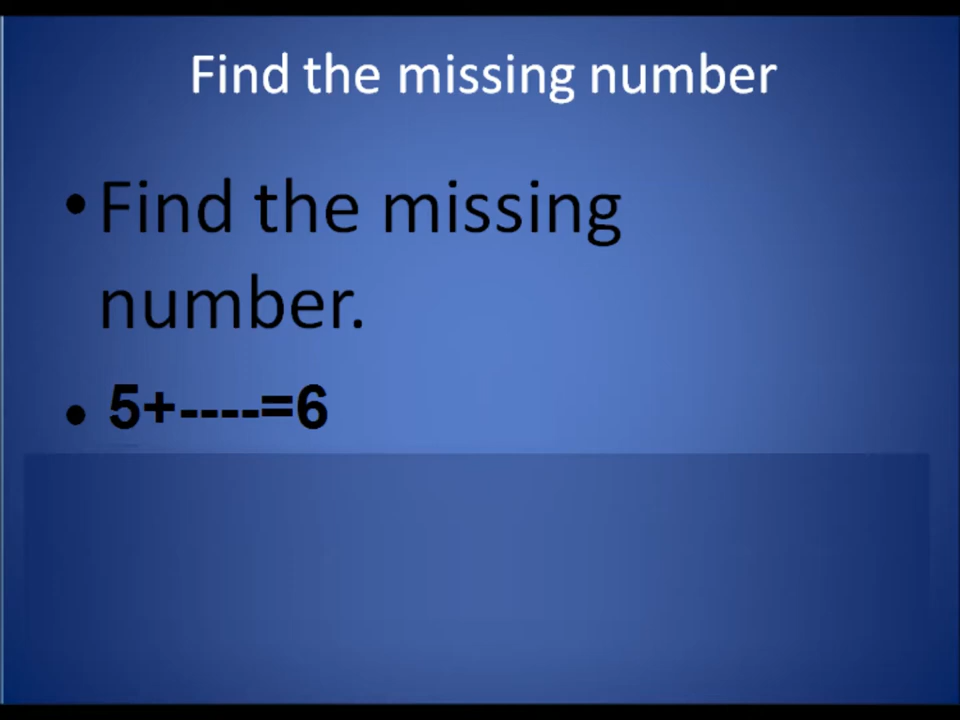 Find the missing number
• Find the missing
number.
• 5+----=6